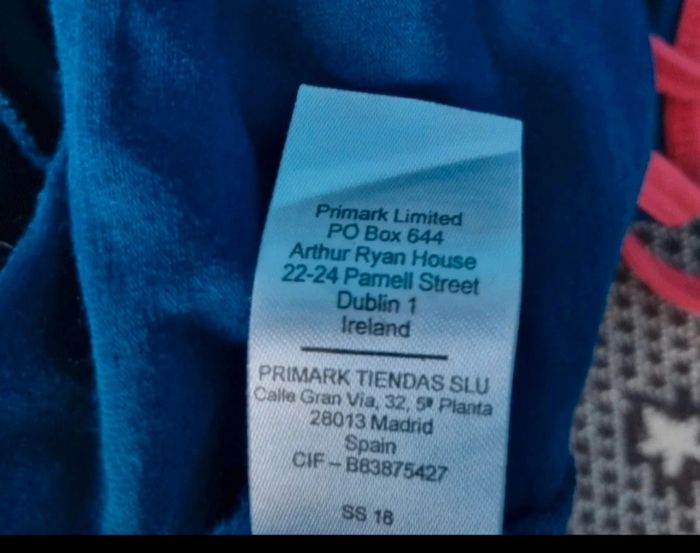 Primark Limited
PO Box 644
Arthur Ryan House
22-24 Parnell Street
Dublin 1
Ireland
PRIMARK TIENDAS SLU
Calle Gran Via, 32, 5ª Planta
28013 Madrid
Spain
CIF – B83875427
SS 18